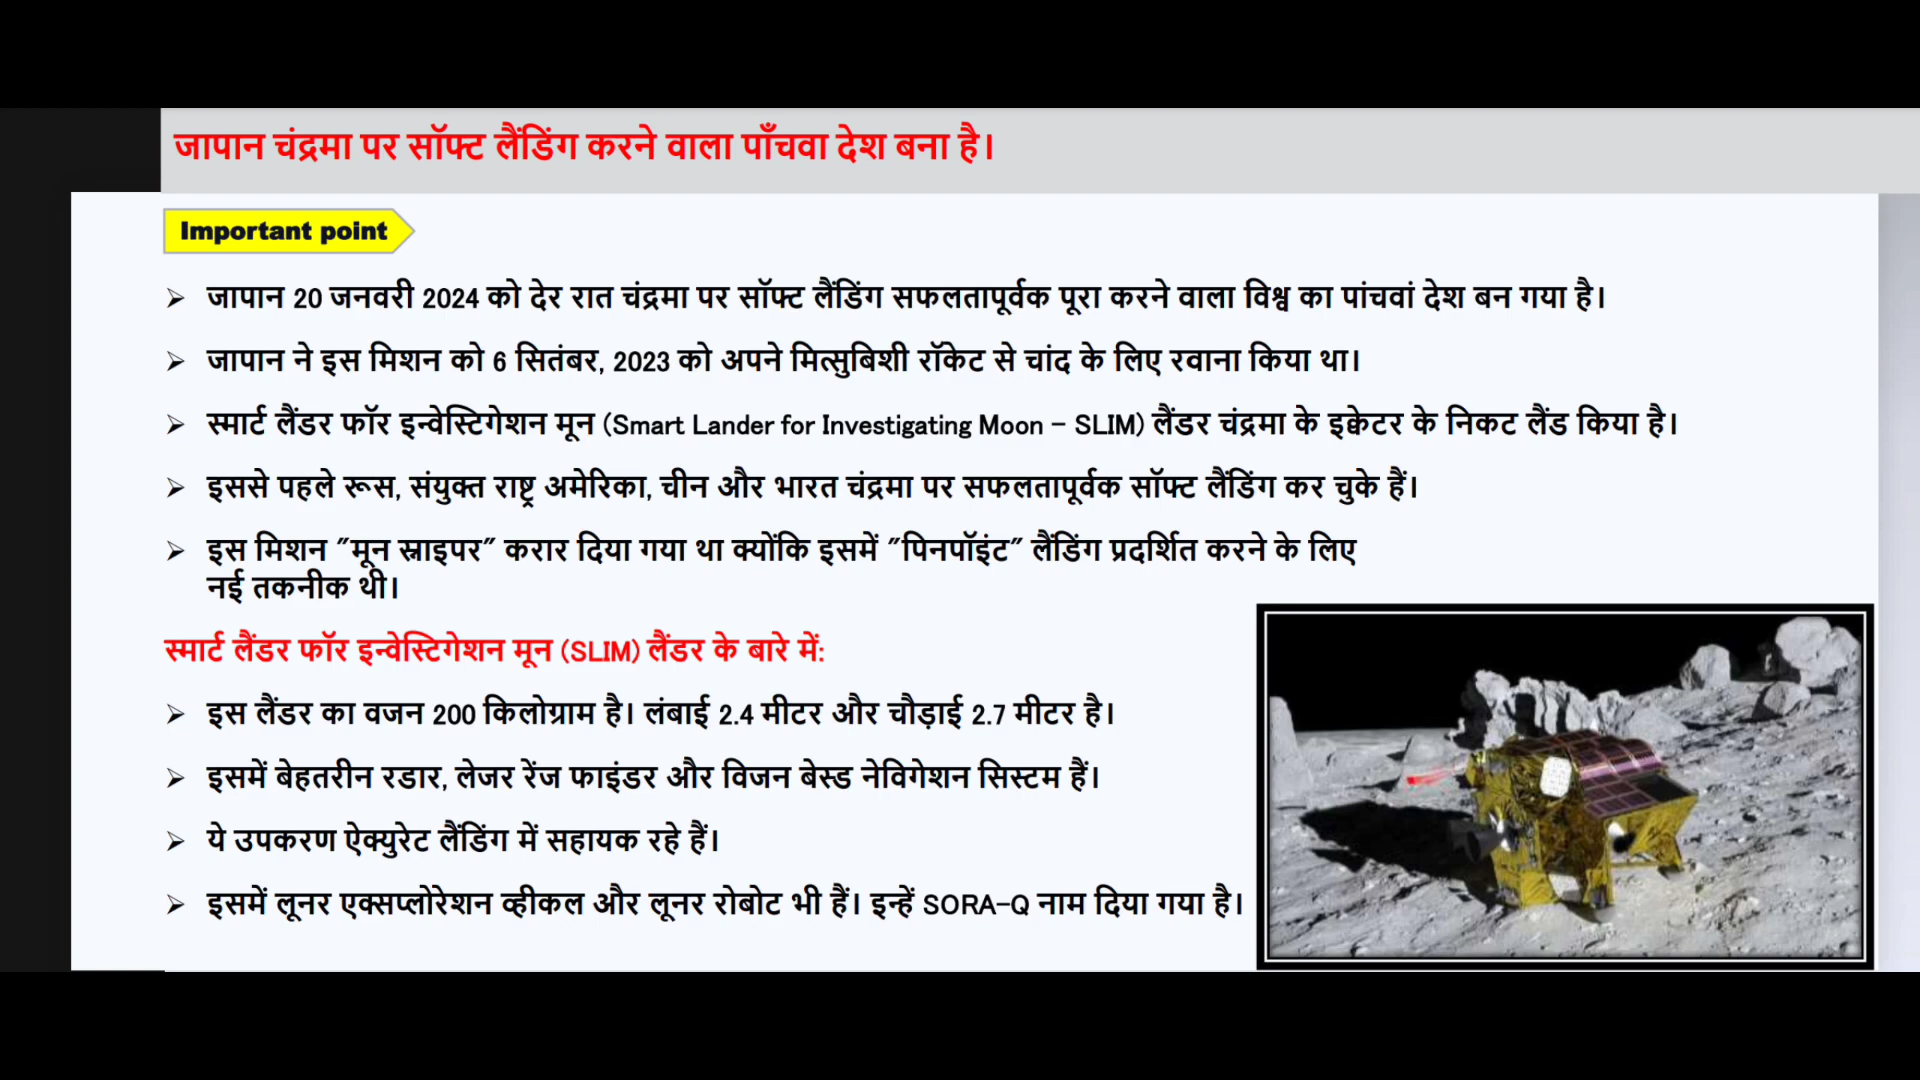 जापान चंद्रमा पर सॉफ्ट लैंडिंग करने वाला पाँचवा देश बना है।
Important point
➢ जापान 20 जनवरी 2024 को देर रात चंद्रमा पर सॉफ्ट लैंडिंग सफलतापूर्वक पूरा करने वाला विश्व का पांचवां देश बन गया है।
➢ जापान ने इस मिशन को 6 सितंबर, 2023 को अपने मित्सुबिशी रॉकेट से चांद के लिए रवाना किया था।
➢ स्मार्ट लैंडर फॉर इन्वेस्टिगेशन मून (Smart Lander for Investigating Moon – SLIM) लैंडर चंद्रमा के इक्वेटर के निकट लैंड किया है।
➢ इससे पहले रूस, संयुक्त राष्ट्र अमेरिका, चीन और भारत चंद्रमा पर सफलतापूर्वक सॉफ्ट लैंडिंग कर चुके हैं।
➢ इस मिशन "मून स्नाइपर" करार दिया गया था क्योंकि इसमें "पिनपॉइंट" लैंडिंग प्रदर्शित करने के लिए
नई तकनीक थी।
स्मार्ट लैंडर फॉर इन्वेस्टिगेशन मून (SLIM) लैंडर के बारे में:
➢ इस लैंडर का वजन 200 किलोग्राम है। लंबाई 2.4 मीटर और चौड़ाई 2.7 मीटर है।
➢ इसमें बेहतरीन रडार, लेजर रेंज फाइंडर और विजन बेस्ड नेविगेशन सिस्टम हैं।
➢ ये उपकरण ऐक्युरेट लैंडिंग में सहायक रहे हैं।
➢ इसमें लूनर एक्सप्लोरेशन व्हीकल और लूनर रोबोट भी हैं। इन्हें SORA-Q नाम दिया गया है।